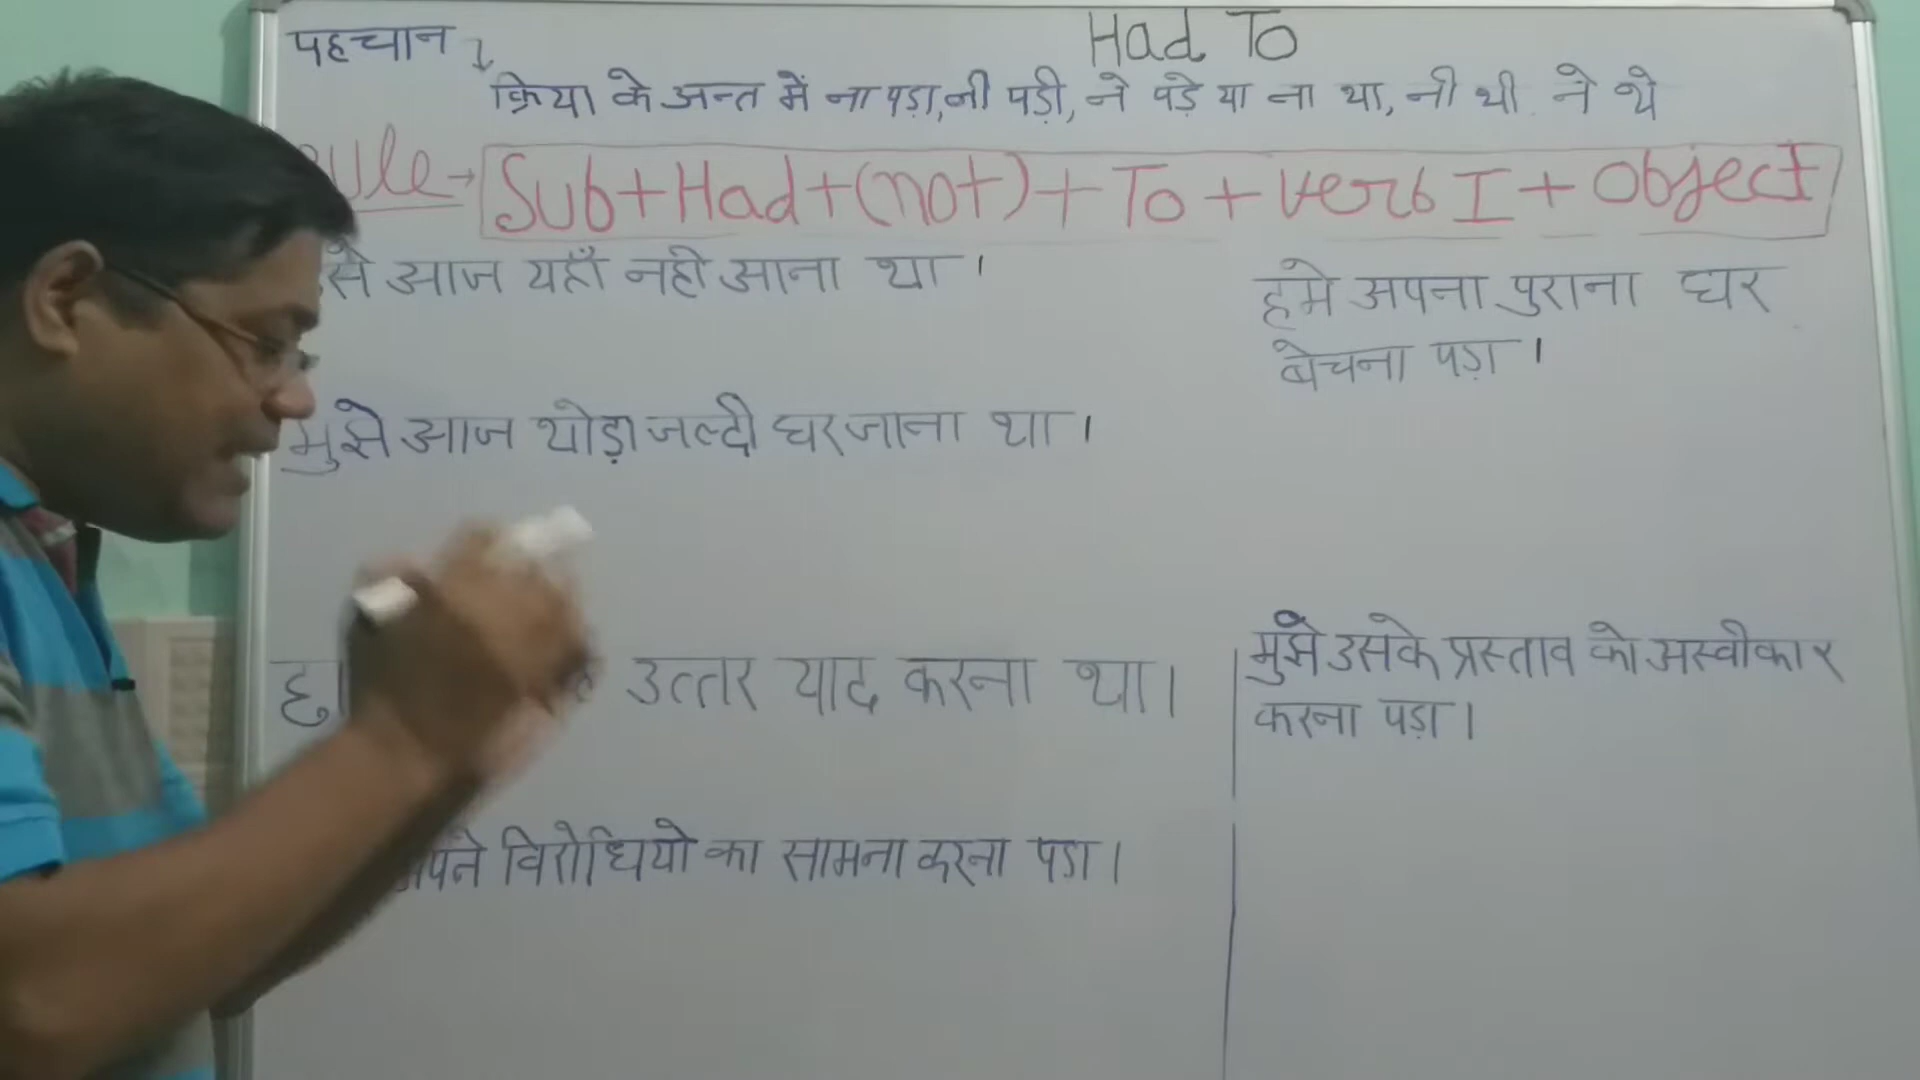 Had To
पहचान
क्रिया के अन्त में ना पड़ा, नी पड़ी, ने पड़े या ना था, नी थी ने थे
Rule → Sub + Had + (not) + To + Verb I + Object
से आज यहाँ नही आना था ।
हमे अपना पुराना घर
बेचना पड़ा ।
मुझे आज थोड़ा जल्दी घर जाना था ।
उत्तर याद करना था ।
मुझे उसके प्रस्ताव को अस्वीकार
करना पड़ा ।
विरोधियो का सामना करना पड़ा ।